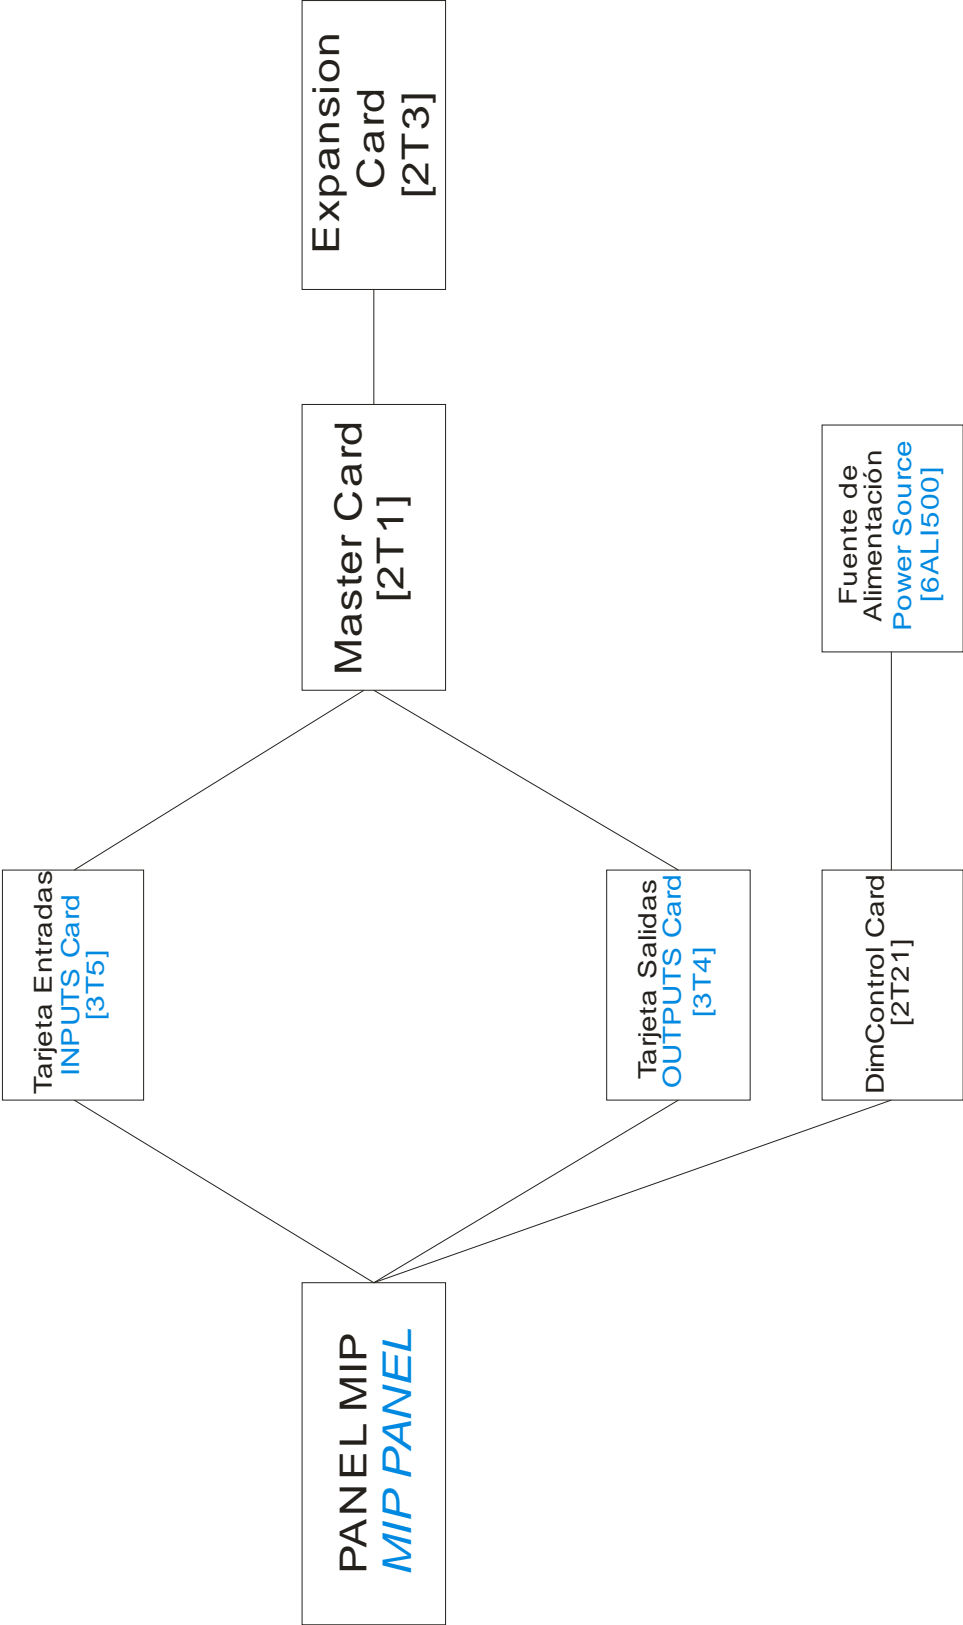 Expansion
Card
[2T3]
Master Card
[2T1]
Fuente de
Alimentación
Power Source
[6ALI500]
Tarjeta Entradas
INPUTS Card
[3T5]
Tarjeta Salidas
OUTPUTS Card
[3T4]
DimControl Card
[2T21]
PANEL MIP
MIP PANEL